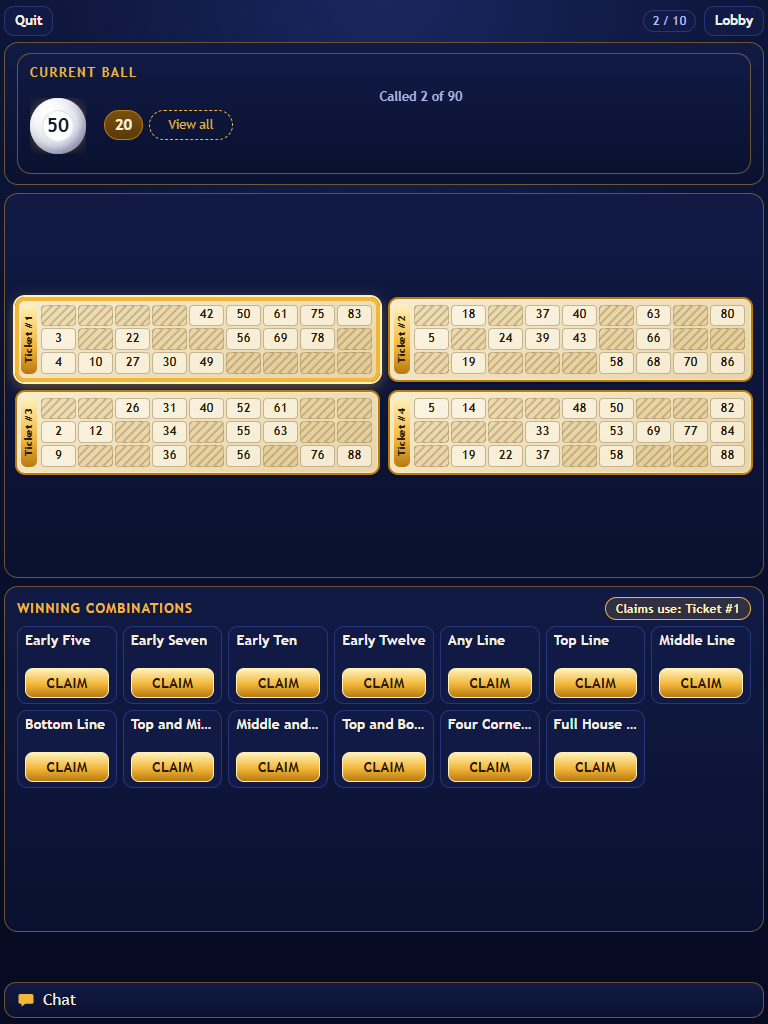 Quit
2 / 10
Lobby
CURRENT BALL
Called 2 of 90
50
20
View all
Ticket #1
42 50 61 75 83
3 22 56 69 78
4 10 27 30 49
Ticket #2
18 37 40 63 80
5 24 39 43 66
19 58 68 70 86
Ticket #3
26 31 40 52 61
2 12 34 55 63
9 36 56 76 88
Ticket #4
5 14 48 50 82
33 53 69 77 84
19 22 37 58 88
WINNING COMBINATIONS
Claims use: Ticket #1
Early Five Early Seven Early Ten Early Twelve Any Line Top Line Middle Line
CLAIM CLAIM CLAIM CLAIM CLAIM CLAIM CLAIM
Bottom Line Top and Mi... Middle and... Top and Bo... Four Corne... Full House ...
CLAIM CLAIM CLAIM CLAIM CLAIM CLAIM
Chat